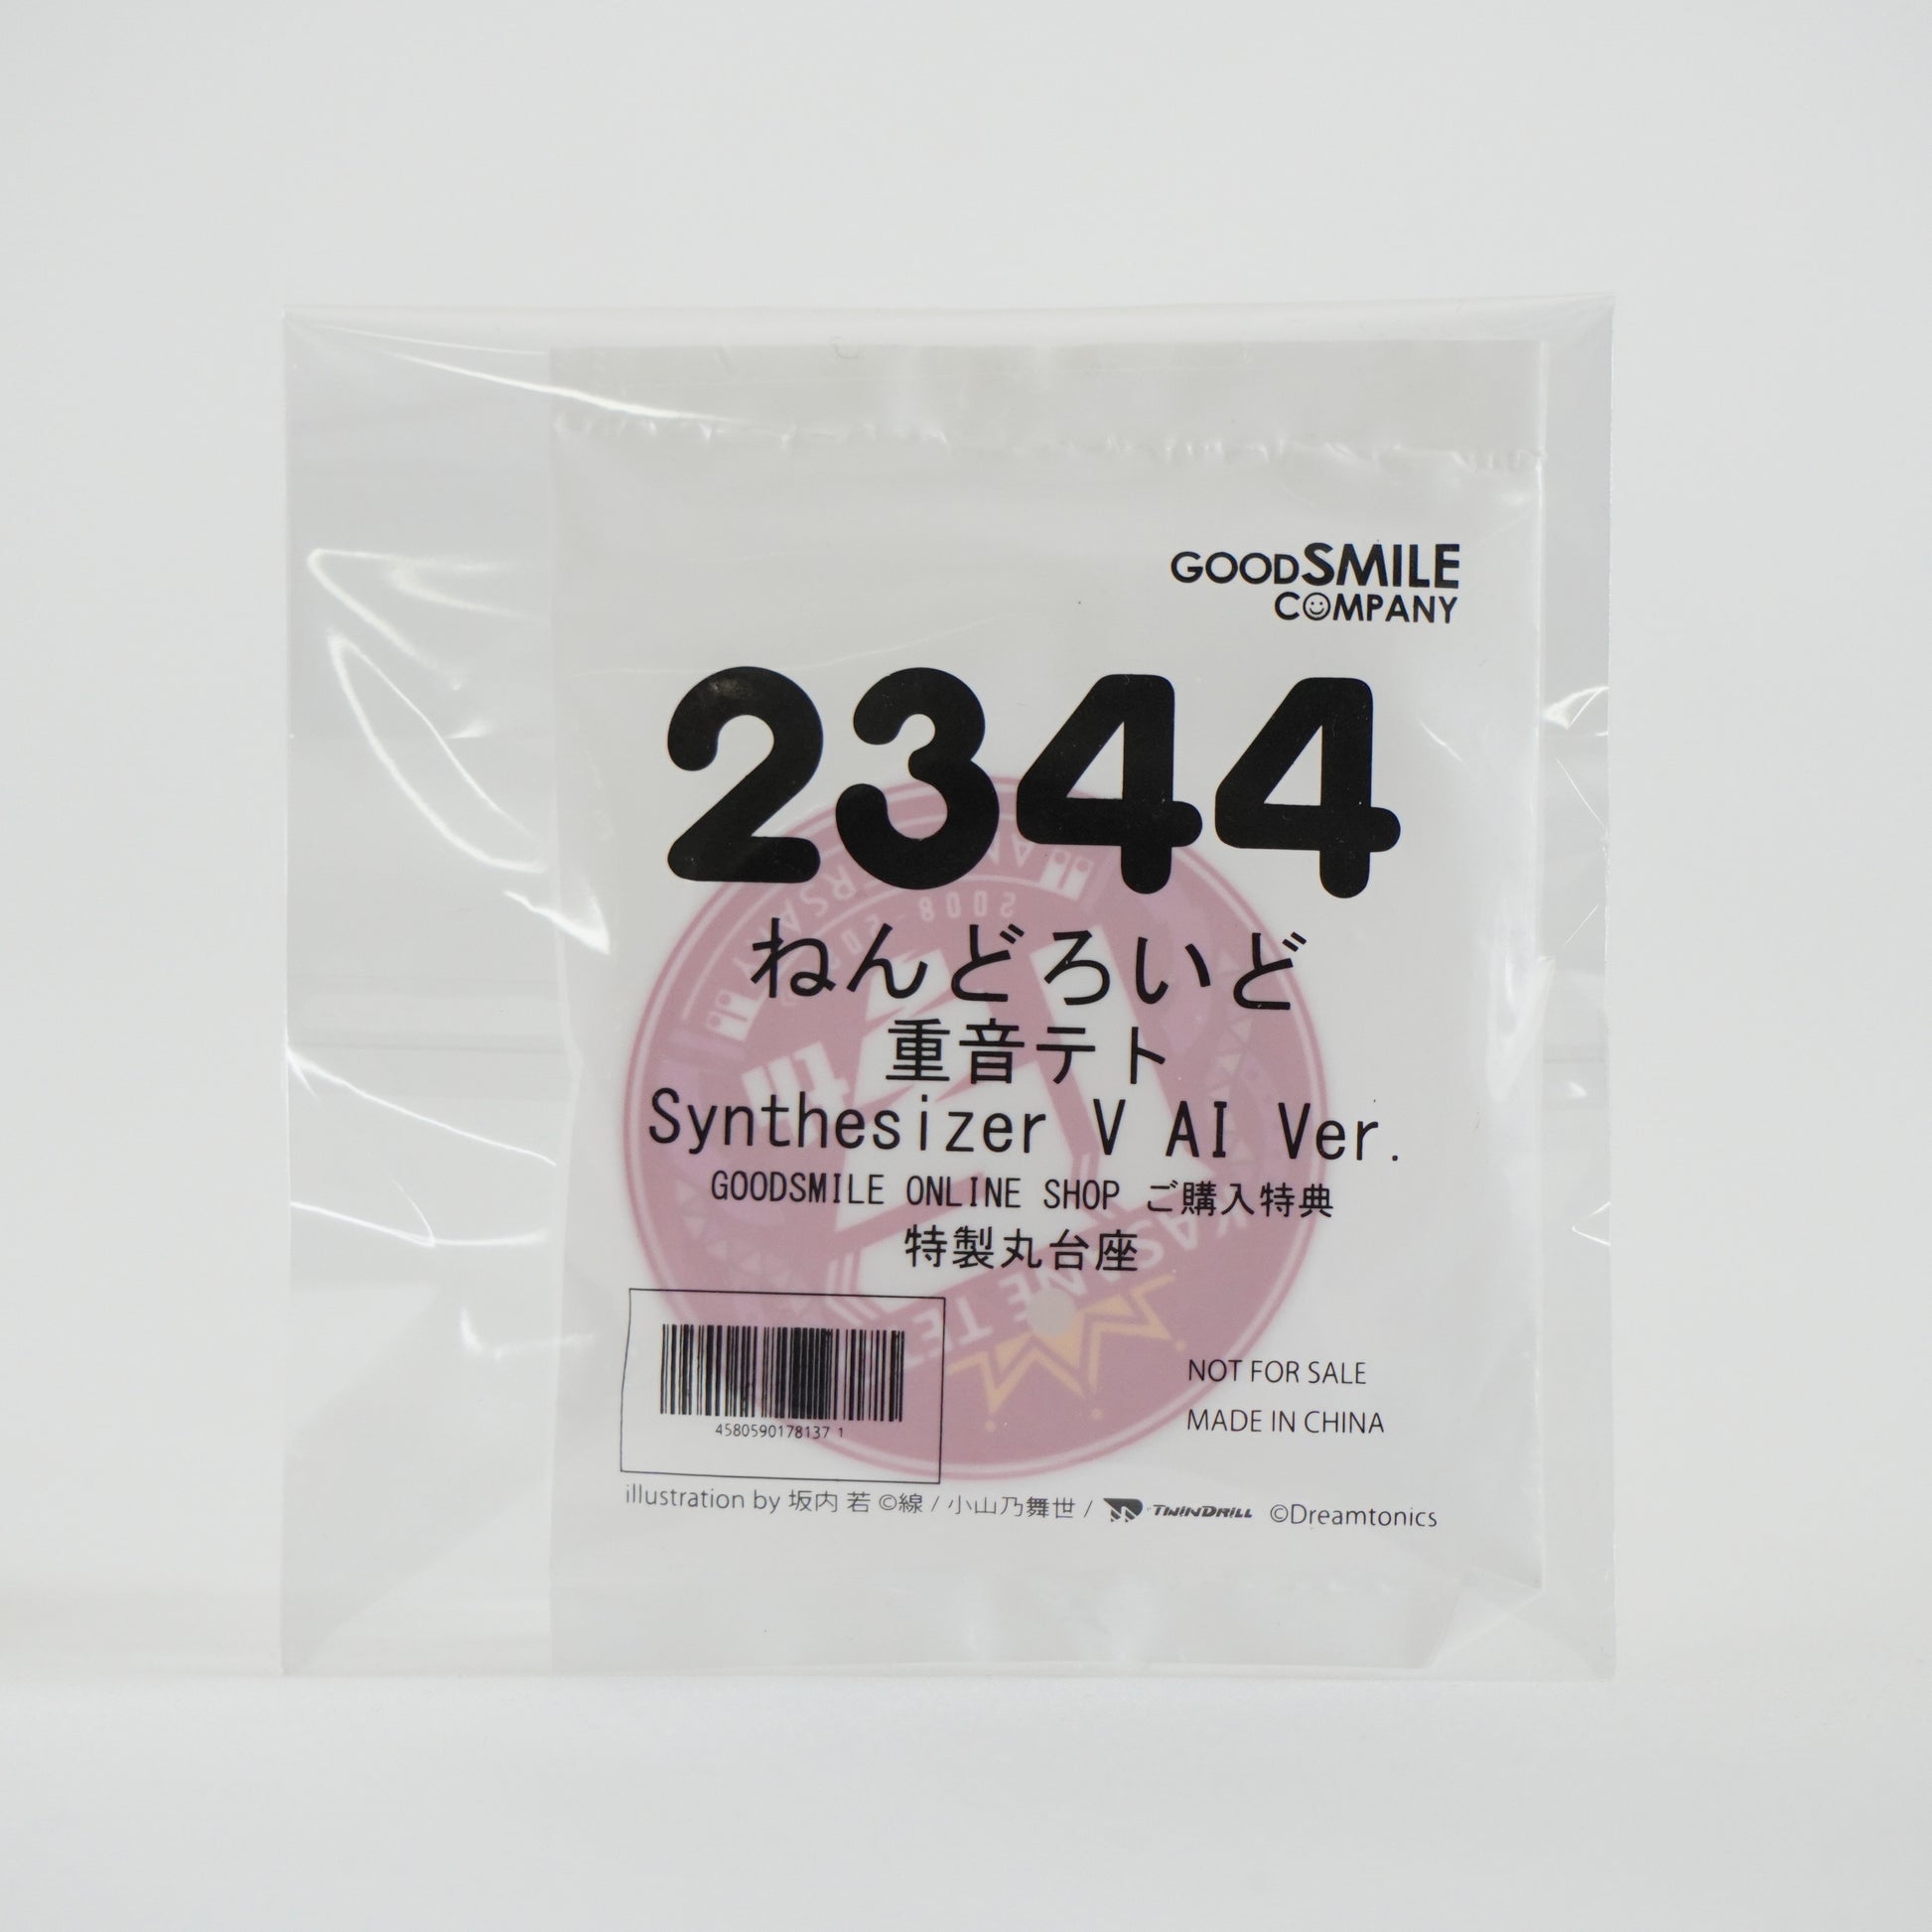 GOODSMILE
COMPANY
2344
ねんどろいど
重音テト
Synthesizer V AI Ver.
GOODSMILE ONLINE SHOP ご購入特典
特製丸台座
4580590178137 1
NOT FOR SALE
MADE IN CHINA
illustration by 坂内 若 ©線 / 小山乃舞世 / TWINDRILL ©Dreamtonics